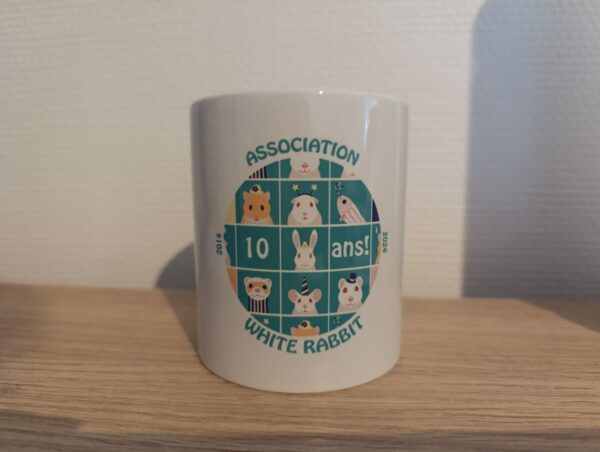 ASSOCIATION
2014
10 ans!
2024
WHITE RABBIT